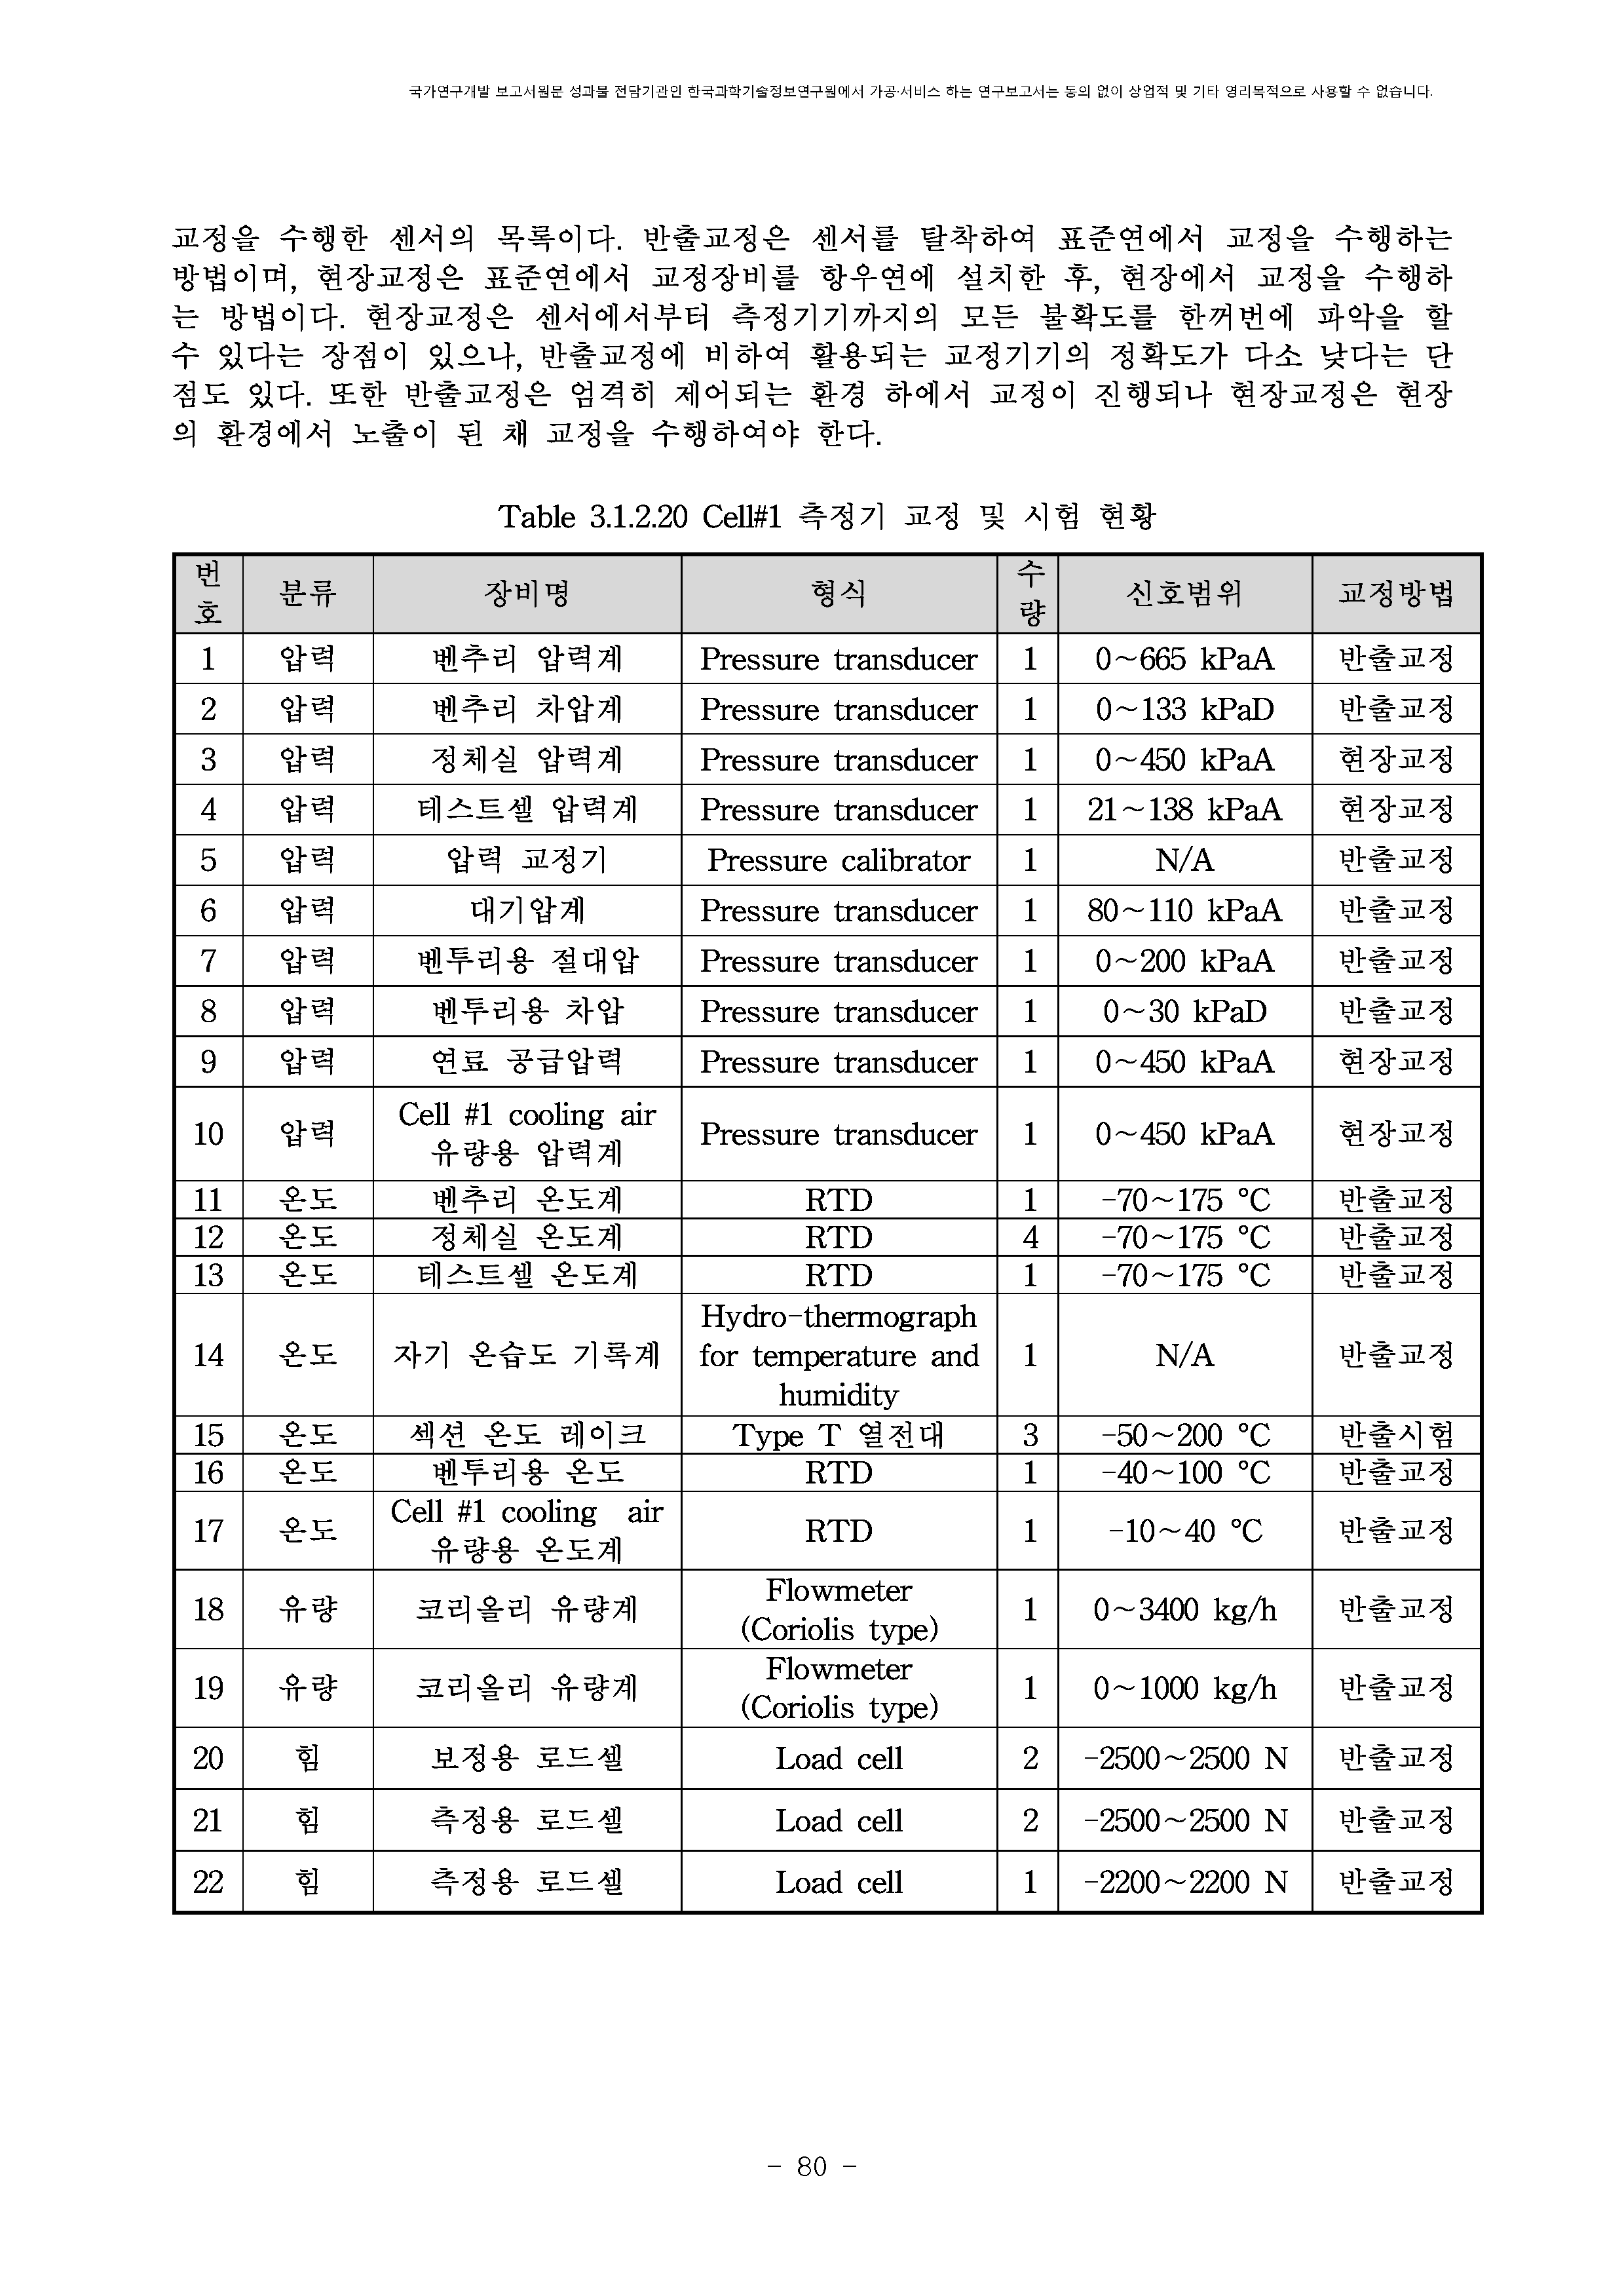 국가연구개발 보고서원문 성과물 전담기관인 한국과학기술정보연구원에서 가공·서비스 하는 연구보고서는 동의 없이 상업적 및 기타 영리목적으로 사용할 수 없습니다.
교정을 수행한 센서의 목록이다. 반출교정은 센서를 탈착하여 표준연에서 교정을 수행하는
방법이며, 현장교정은 표준연에서 교정장비를 항우연에 설치한 후, 현장에서 교정을 수행하
는 방법이다. 현장교정은 센서에서부터 측정기기까지의 모든 불확도를 한꺼번에 파악을 할
수 있다는 장점이 있으나, 반출교정에 비하여 활용되는 교정기기의 정확도가 다소 낮다는 단
점도 있다. 또한 반출교정은 엄격히 제어되는 환경 하에서 교정이 진행되나 현장교정은 현장
의 환경에서 노출이 된 채 교정을 수행하여야 한다.
Table 3.1.2.20 Cell#1 측정기 교정 및 시험 현황
번호 분류 장비명 형식 수량 신호범위 교정방법
1 압력 벤추리 압력계 Pressure transducer 1 0~665 kPaA 반출교정
2 압력 벤추리 차압계 Pressure transducer 1 0~133 kPaD 반출교정
3 압력 정체실 압력계 Pressure transducer 1 0~450 kPaA 현장교정
4 압력 테스트셀 압력계 Pressure transducer 1 21~138 kPaA 현장교정
5 압력 압력 교정기 Pressure calibrator 1 N/A 반출교정
6 압력 대기압계 Pressure transducer 1 80~110 kPaA 반출교정
7 압력 벤투리용 절대압 Pressure transducer 1 0~200 kPaA 반출교정
8 압력 벤투리용 차압 Pressure transducer 1 0~30 kPaD 반출교정
9 압력 연료 공급압력 Pressure transducer 1 0~450 kPaA 현장교정
10 압력 Cell #1 cooling air 유량용 압력계 Pressure transducer 1 0~450 kPaA 현장교정
11 온도 벤추리 온도계 RTD 1 -70~175 ℃ 반출교정
12 온도 정체실 온도계 RTD 4 -70~175 ℃ 반출교정
13 온도 테스트셀 온도계 RTD 1 -70~175 ℃ 반출교정
14 온도 자기 온습도 기록계 Hydro-thermograph for temperature and humidity 1 N/A 반출교정
15 온도 섹션 온도 레이크 Type T 열전대 3 -50~200 ℃ 반출시험
16 온도 벤투리용 온도 RTD 1 -40~100 ℃ 반출교정
17 온도 Cell #1 cooling air 유량용 온도계 RTD 1 -10~40 ℃ 반출교정
18 유량 코리올리 유량계 Flowmeter (Coriolis type) 1 0~3400 kg/h 반출교정
19 유량 코리올리 유량계 Flowmeter (Coriolis type) 1 0~1000 kg/h 반출교정
20 힘 보정용 로드셀 Load cell 2 -2500~2500 N 반출교정
21 힘 측정용 로드셀 Load cell 2 -2500~2500 N 반출교정
22 힘 측정용 로드셀 Load cell 1 -2200~2200 N 반출교정
- 80 -